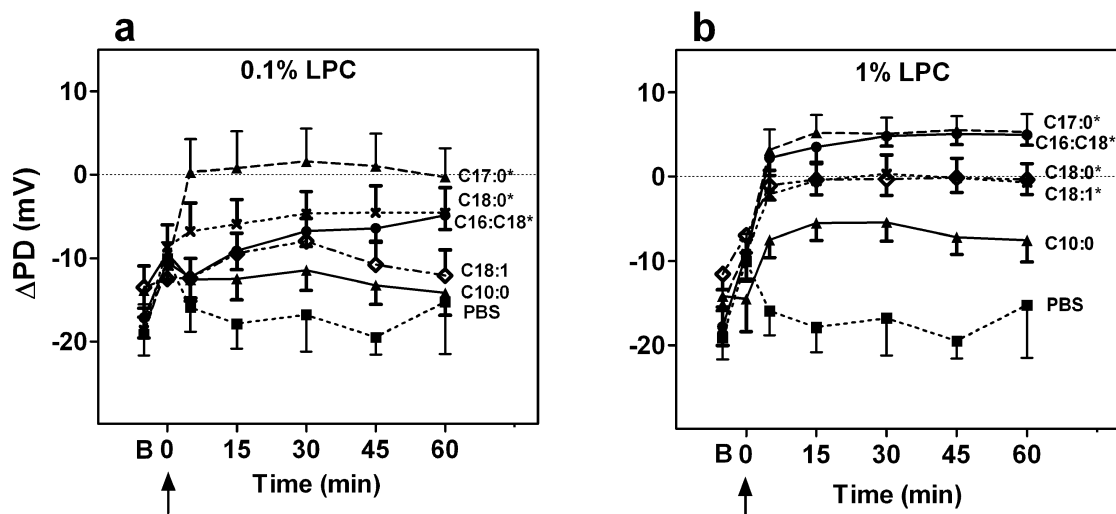 a
0.1% LPC
ΔPD (mV)
10
0
-10
-20
C17:0*
C18:0*
C16:C18*
C18:1
C10:0
PBS
B 0 15 30 45 60
Time (min)
b
1% LPC
10
0
-10
-20
C17:0*
C16:C18*
C18:0*
C18:1*
C10:0
PBS
B 0 15 30 45 60
Time (min)